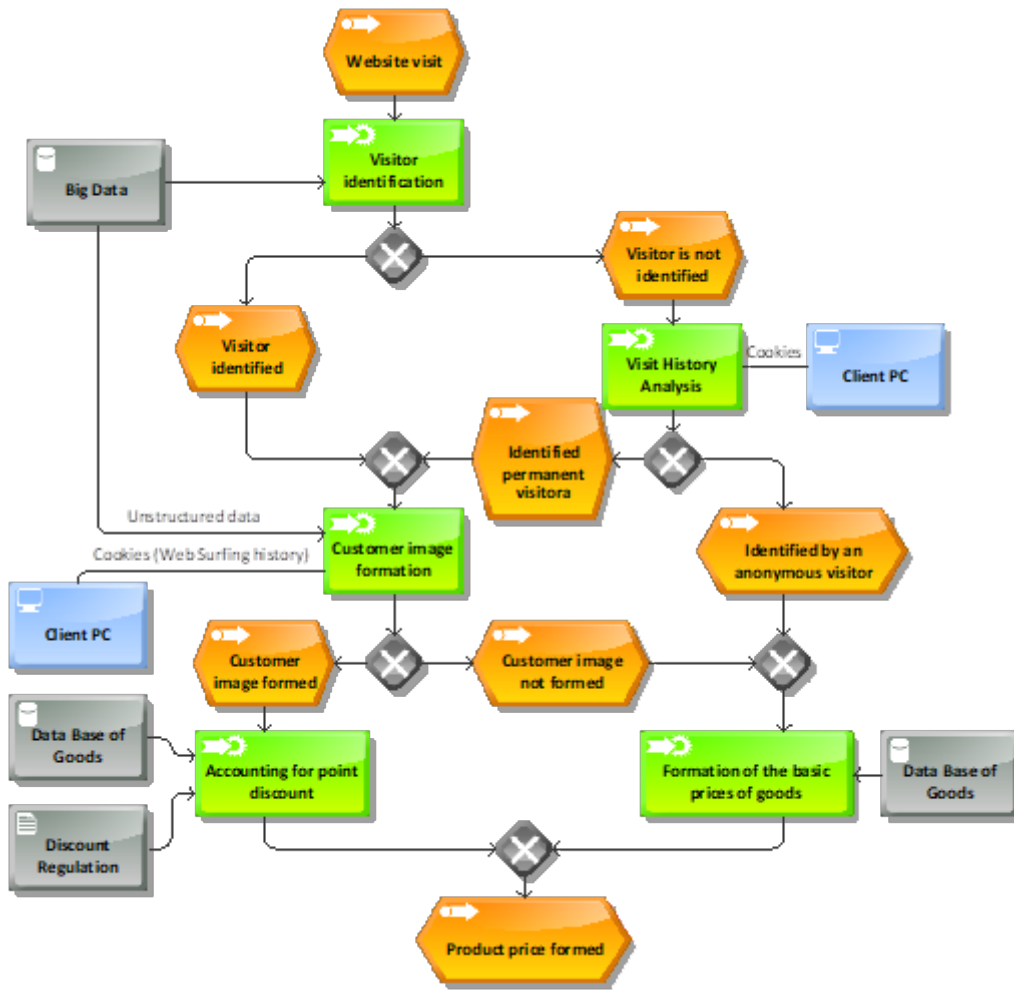 Website visit
Visitor
identification
Big Data
Visitor is not
identified
Visitor
identified
Visit History
Analysis
Cookies
Client PC
Identified
permanent
visitora
Unstructured data
Customer image
formation
Identified by an
anonymous visitor
Cookies (Web Surfing history)
Client PC
Customer
image formed
Customer image
not formed
Data Base of
Goods
Accounting for point
discount
Formation of the basic
prices of goods
Data Base of
Goods
Discount
Regulation
Product price formed